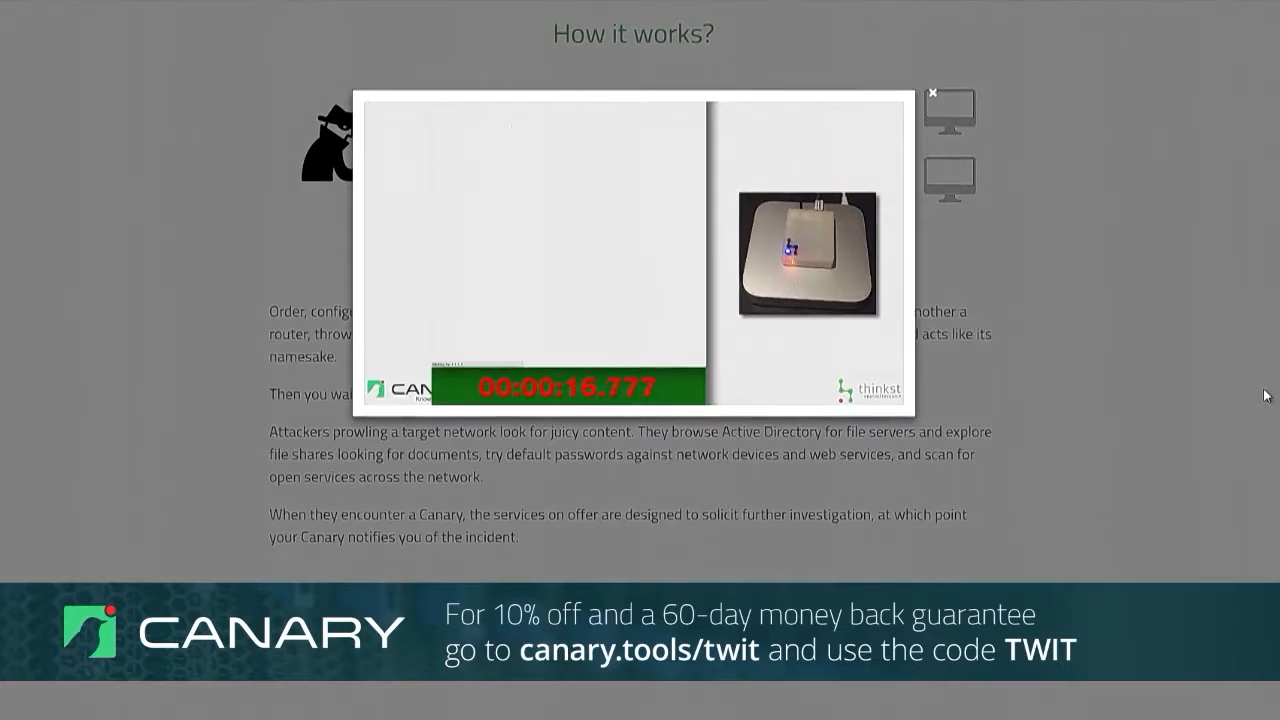 How it works?
×
Order, config
nother a
router, throw
l acts like its
namesake.
Then you wal
CAN
Know
00:00:16.777
thinkst
Attackers prowling a target network look for juicy content. They browse Active Directory for file servers and explore
file shares looking for documents, try default passwords against network devices and web services, and scan for
open services across the network.
When they encounter a Canary, the services on offer are designed to solicit further investigation, at which point
your Canary notifies you of the incident.
CANARY
For 10% off and a 60-day money back guarantee
go to canary.tools/twit and use the code TWIT